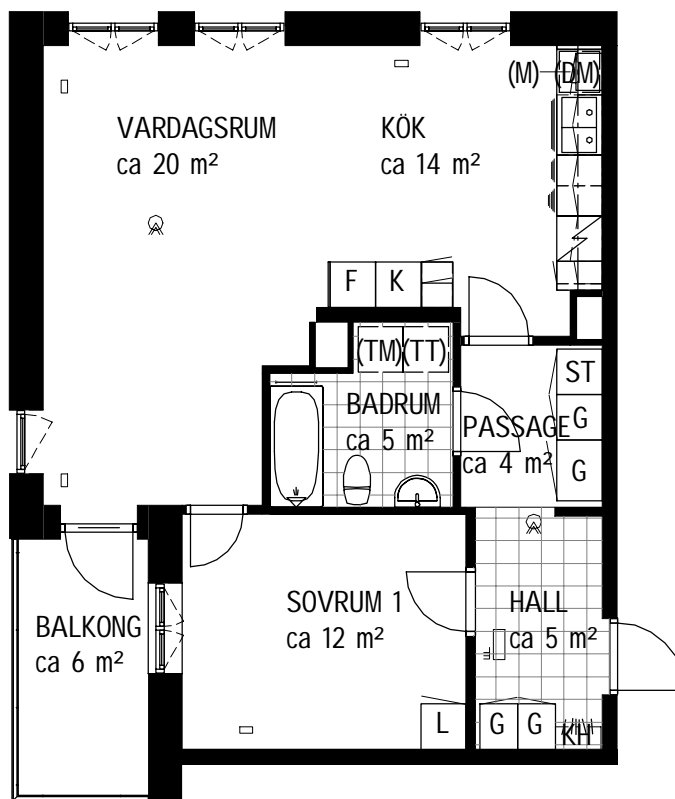 (M) (DM)
VARDAGSRUM
ca 20 m²
KÖK
ca 14 m²
F K
(TM) (TT)
BADRUM
ca 5 m²
ST
G
G
PASSAGE
ca 4 m²
BALKONG
ca 6 m²
SOVRUM 1
ca 12 m²
HALL
ca 5 m²
L
G G
KH